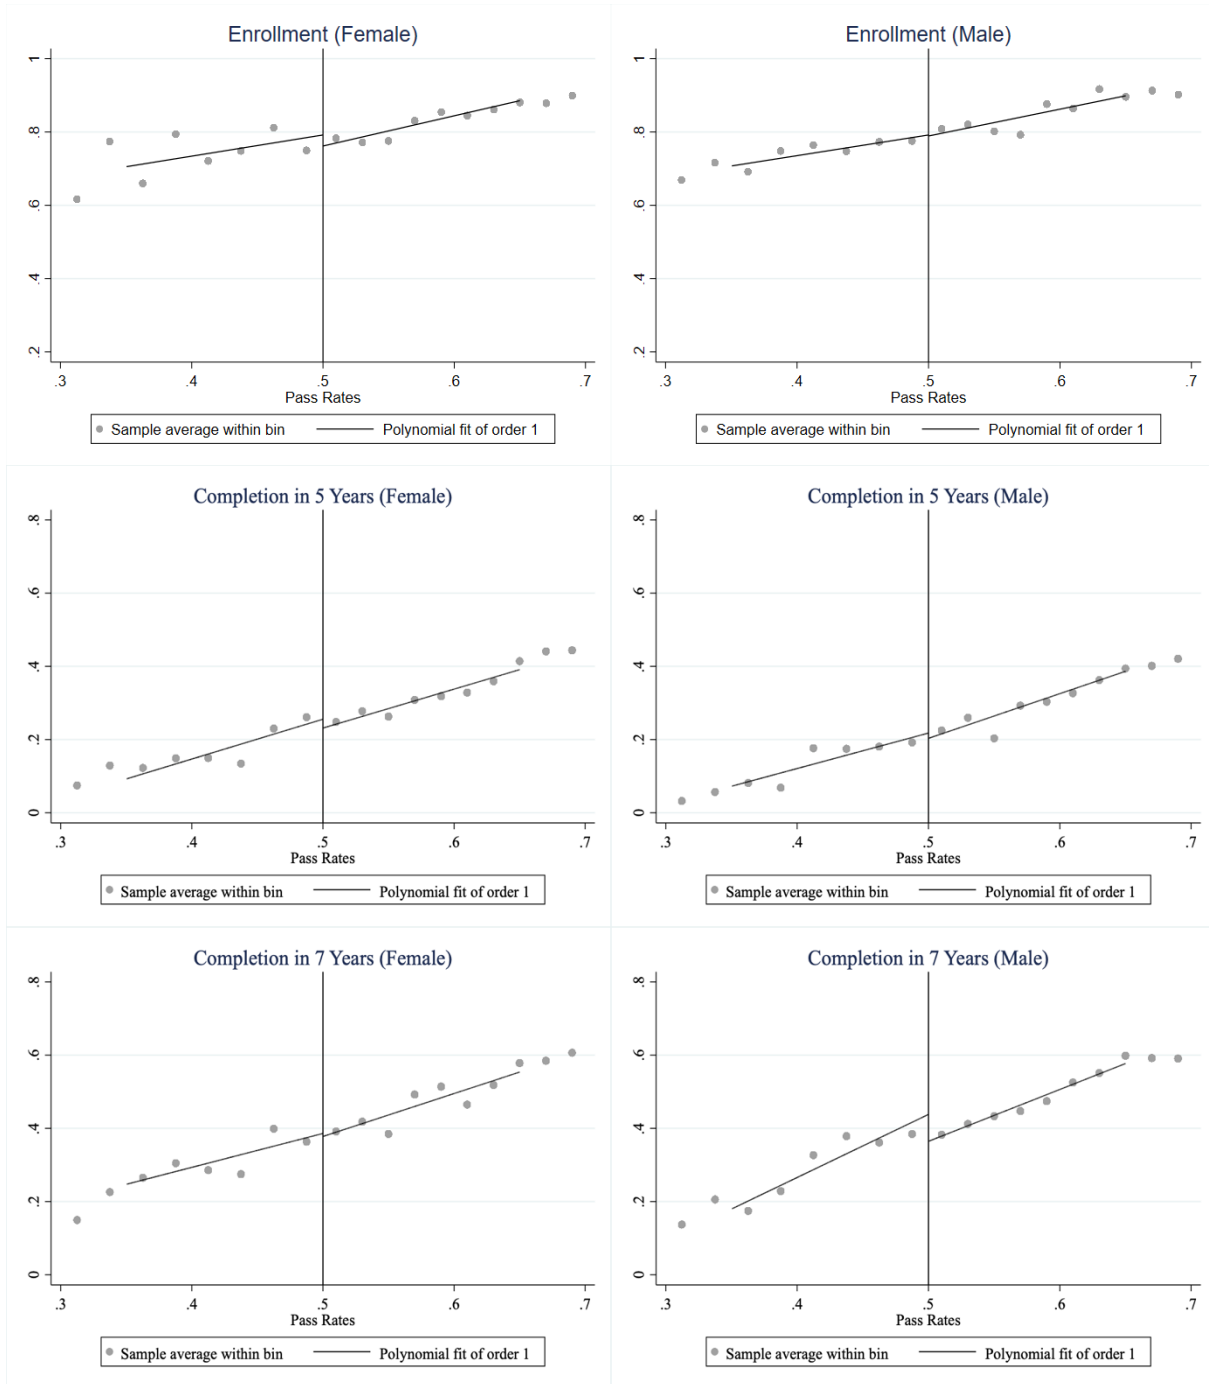 Enrollment (Female)
1
.8
.6
.4
.2
.3 .4 .5 .6 .7
Pass Rates
Sample average within bin Polynomial fit of order 1
Enrollment (Male)
1
.8
.6
.4
.2
.3 .4 .5 .6 .7
Pass Rates
Sample average within bin Polynomial fit of order 1
Completion in 5 Years (Female)
.8
.6
.4
.2
0
.3 .4 .5 .6 .7
Pass Rates
Sample average within bin Polynomial fit of order 1
Completion in 5 Years (Male)
.8
.6
.4
.2
0
.3 .4 .5 .6 .7
Pass Rates
Sample average within bin Polynomial fit of order 1
Completion in 7 Years (Female)
.8
.6
.4
.2
0
.3 .4 .5 .6 .7
Pass Rates
Sample average within bin Polynomial fit of order 1
Completion in 7 Years (Male)
.8
.6
.4
.2
0
.3 .4 .5 .6 .7
Pass Rates
Sample average within bin Polynomial fit of order 1